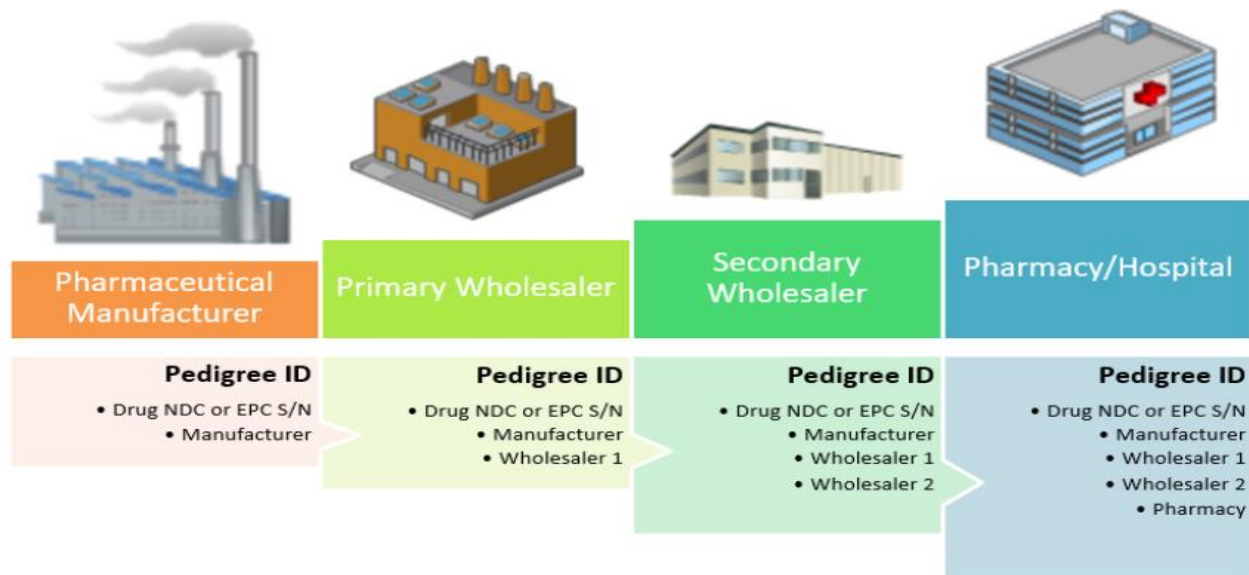 Pharmaceutical
Manufacturer
Primary Wholesaler
Secondary
Wholesaler
Pharmacy/Hospital
Pedigree ID
• Drug NDC or EPC S/N
• Manufacturer
Pedigree ID
• Drug NDC or EPC S/N
• Manufacturer
• Wholesaler 1
Pedigree ID
• Drug NDC or EPC S/N
• Manufacturer
• Wholesaler 1
• Wholesaler 2
Pedigree ID
• Drug NDC or EPC S/N
• Manufacturer
• Wholesaler 1
• Wholesaler 2
• Pharmacy